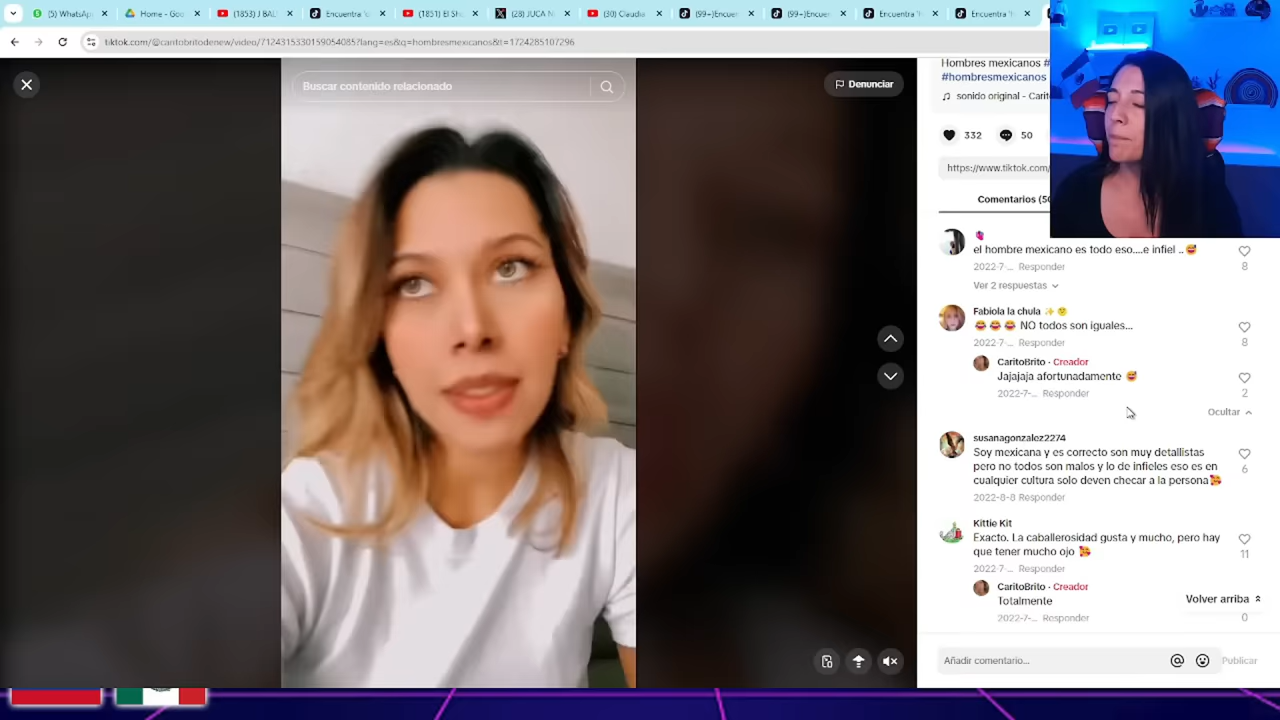 (5) WhatsAp
Home - Goo
(1853) J BAL
Encuentra 'u
(1851) El Sh
(28) JUCA N
(30) Claudia
(99+)Encuen
(99+)Encuen
Encuentra 'h
Encuentra 'h
tiktok.com/@caritobritodenew/video/7124315330159054085?lang=es&q=hombresmexicanos&t=1724285107296
Buscar contenido relacionado
Denunciar
Hombres mexicanos #
#hombresmexicanos
sonido original - Carit
332
50
https://www.tiktok.com/
Comentarios (50
el hombre mexicano es todo eso....e infiel ..
8
2022-7-... Responder
Ver 2 respuestas
Fabiola la chula
NO todos son iguales...
8
2022-7-... Responder
CaritoBrito · Creador
Jajajaja afortunadamente
2
2022-7-... Responder
Ocultar
susanagonzalez2274
Soy mexicana y es correcto son muy detallistas
pero no todos son malos y lo de infieles eso es en
cualquier cultura solo deven checar a la persona
6
2022-8-8 Responder
Kittie Kit
Exacto. La caballerosidad gusta y mucho, pero hay
que tener mucho ojo
11
2022-7-... Responder
CaritoBrito · Creador
Totalmente
Volver arriba
2022-7-... Responder
0
Añadir comentario...
Publicar